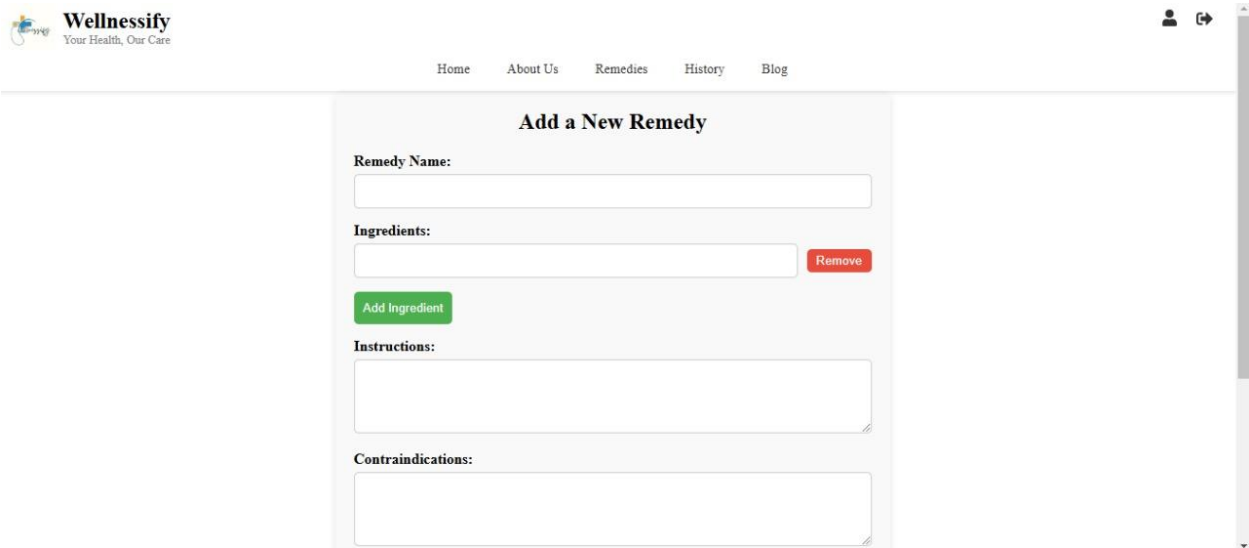 Wellnessify
Your Health, Our Care
Home About Us Remedies History Blog
Add a New Remedy
Remedy Name:
Ingredients:
Remove
Add Ingredient
Instructions:
Contraindications: